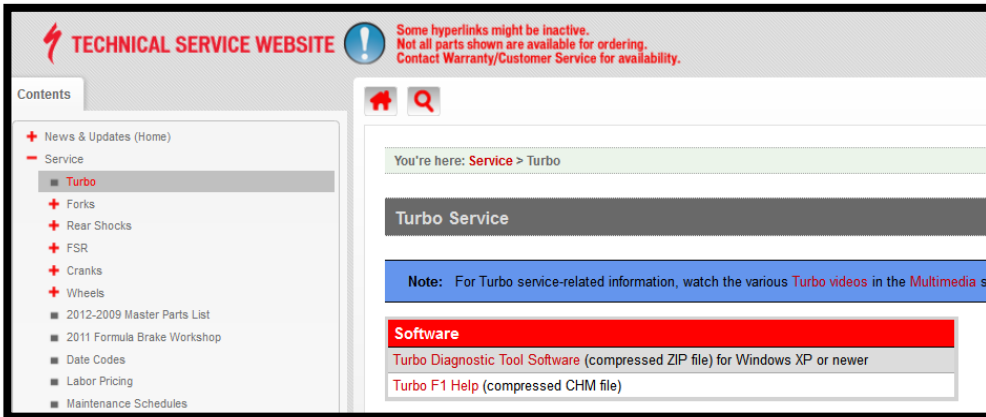 TECHNICAL SERVICE WEBSITE
Some hyperlinks might be inactive.
Not all parts shown are available for ordering.
Contact Warranty/Customer Service for availability.
Contents
News & Updates (Home)
Service
Turbo
Forks
Rear Shocks
FSR
Cranks
Wheels
2012-2009 Master Parts List
2011 Formula Brake Workshop
Date Codes
Labor Pricing
Maintenance Schedules
You're here: Service > Turbo
Turbo Service
Note: For Turbo service-related information, watch the various Turbo videos in the Multimedia s
Software
Turbo Diagnostic Tool Software (compressed ZIP file) for Windows XP or newer
Turbo F1 Help (compressed CHM file)